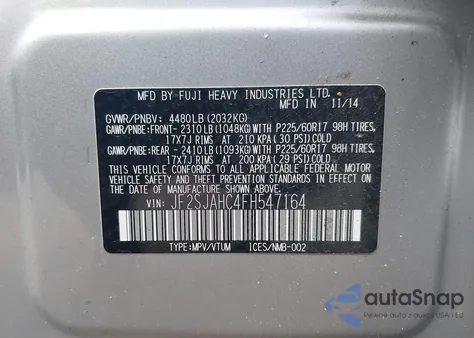 MFD BY FUJI HEAVY INDUSTRIES LTD.
MFD.IN 11/14
GVWR/PNBV: 4480LB(2032KG)
GAWR/PNBE:FRONT- 2310LB(1048KG)WITH P225/60R17 98H TIRES,
17X7J RIMS AT 210 KPA(30 PSI)COLD
GAWR/PNBE:REAR - 2410LB(1093KG)WITH P225/60R17 98H TIRES,
17X7J RIMS AT 200 KPA(29 PSI)COLD
THIS VEHICLE CONFORMS TO ALL
APPLICABLE FEDERAL MOTOR VEHICLE
SAFETY, BUMPER, AND THEFT
PREVENTION STANDARDS IN EFFECT ON
THE DATE OF MANUFACTURE SHOWN
ABOVE.
VIN: JF2SJAHC4FH547164
TYPE:MPV/VTUM ICES/NMB-002
autoSnap